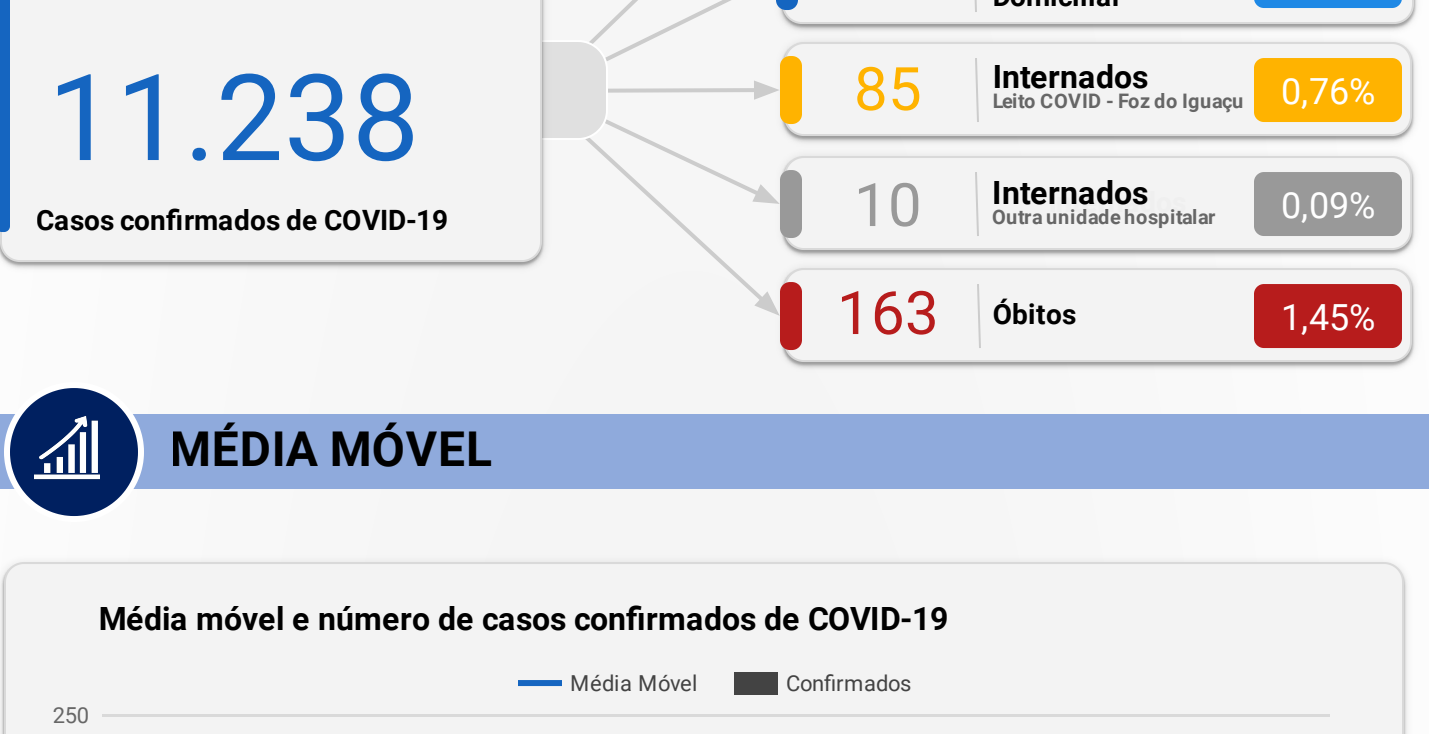 Domiciliar
11.238
Casos confirmados de COVID-19
85
Internados
Leito COVID - Foz do Iguaçu
0,76%
10
Internados
Outra unidade hospitalar
0,09%
163
Óbitos
1,45%
MÉDIA MÓVEL
Média móvel e número de casos confirmados de COVID-19
Média Móvel
Confirmados
250